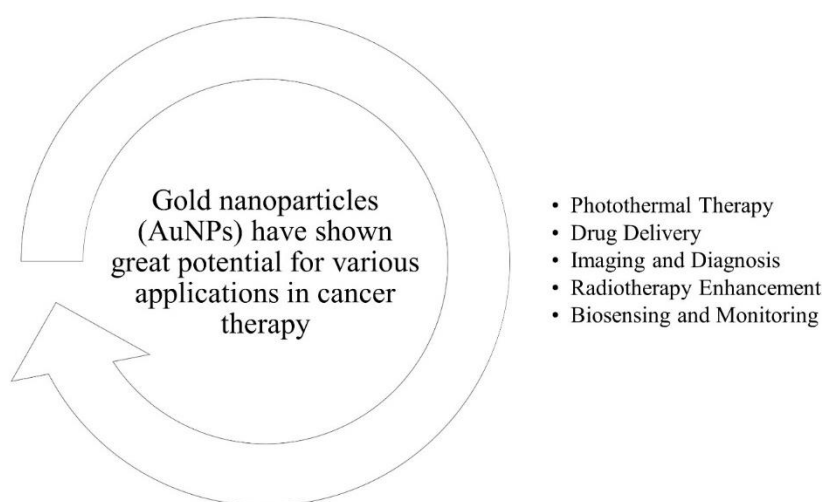 Gold nanoparticles
(AuNPs) have shown
great potential for various
applications in cancer
therapy
• Photothermal Therapy
• Drug Delivery
• Imaging and Diagnosis
• Radiotherapy Enhancement
• Biosensing and Monitoring